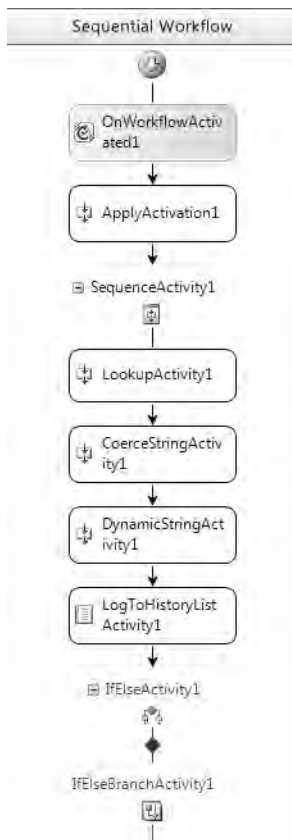 Sequential Workflow
OnWorkflowActiv
ated1
ApplyActivation1
SequenceActivity1
LookupActivity1
CoerceStringActiv
ity1
DynamicStringAct
ivity1
LogToHistoryList
Activity1
IfElseActivity1
IfElseBranchActivity1